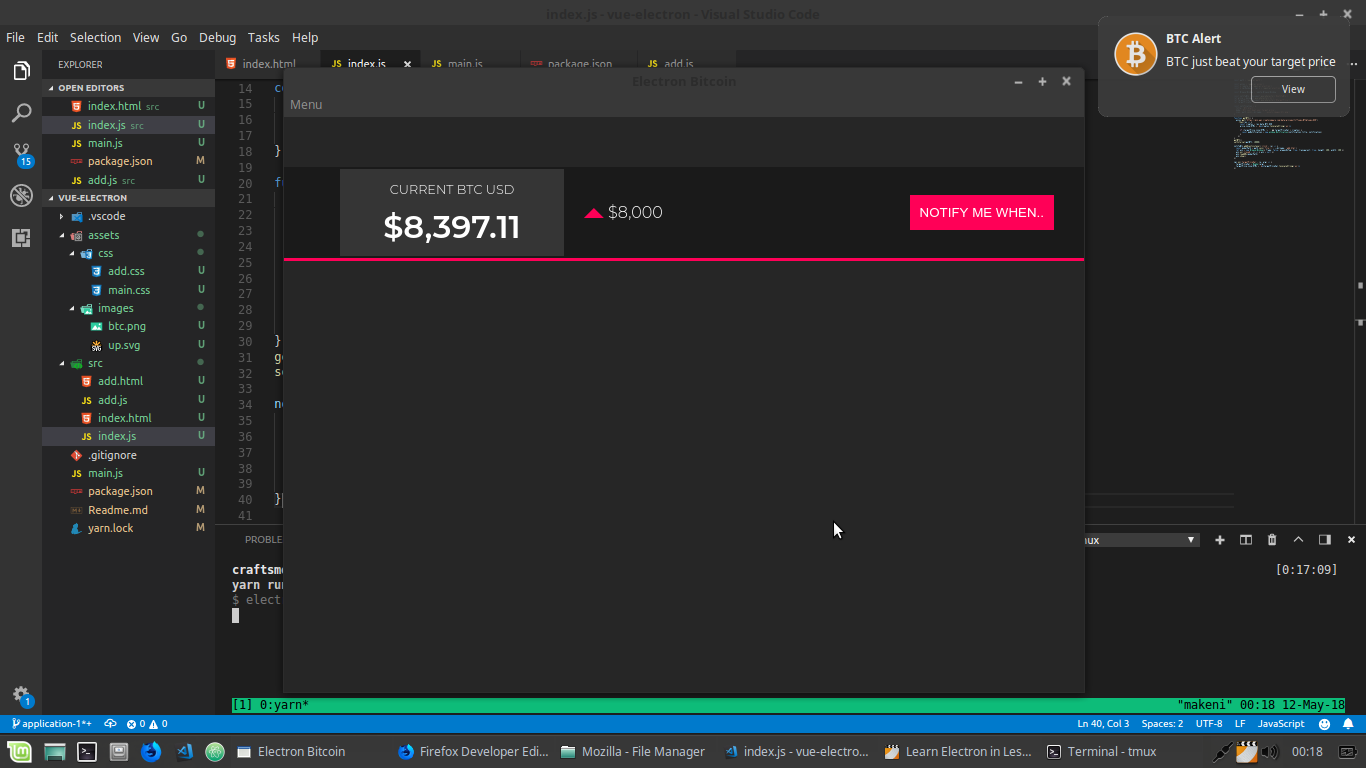 index.js - vue-electron - Visual Studio Code
File Edit Selection View Go Debug Tasks Help
BTC Alert
BTC just beat your target price
View
EXPLORER
OPEN EDITORS
index.html src U
index.js src U
main.js U
package.json M
add.js src U
VUE-ELECTRON
.vscode
assets
css
add.css U
main.css U
images
btc.png U
up.svg U
src
add.html U
add.js U
index.html U
index.js U
.gitignore
main.js U
package.json M
Readme.md M
yarn.lock M
15
1
index.html index.js main.js package.json add.js
14
15
16
17
18 }
19
20
21
22
23
24
25
26
27
28
29
30 }
31
32
33
34
35
36
37
38
39
40 }
41
Electron Bitcoin
Menu
CURRENT BTC USD
$8,397.11
$8,000
NOTIFY ME WHEN..
PROBLE
ux
craftsm [0:17:09]
yarn ru
$ elect
[1] 0:yarn* "makeni" 00:18 12-May-18
application-1*+ 0 0 Ln 40, Col 3 Spaces: 2 UTF-8 LF JavaScript
Electron Bitcoin Firefox Developer Edi... Mozilla - File Manager index.js - vue-electro... Learn Electron in Les... Terminal - tmux 00:18